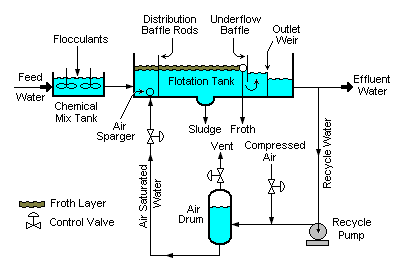 Distribution
Baffle Rods
Underflow
Baffle
Outlet
Weir
Flocculants
Feed
Water
Chemical
Mix Tank
Flotation Tank
Effluent
Water
Air
Sparger
Sludge
Froth
Vent
Compressed
Air
Recycle Water
Air Saturated
Water
Air
Drum
Recycle
Pump
Froth Layer
Control Valve